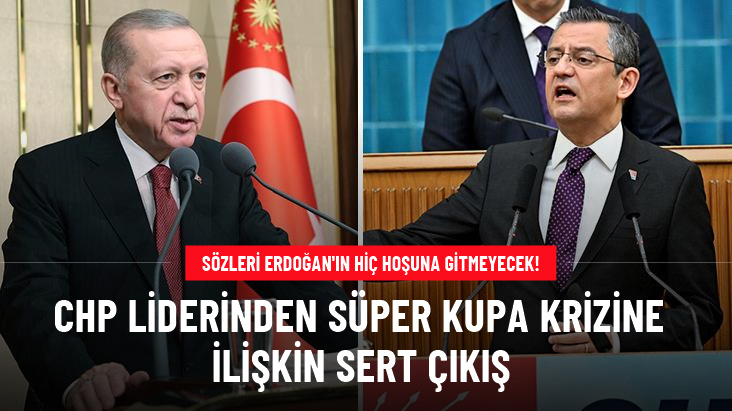 SÖZLERİ ERDOĞAN'IN HİÇ HOŞUNA GİTMEYECEK!
CHP LİDERİNDEN SÜPER KUPA KRİZİNE
İLİŞKİN SERT ÇIKIŞ